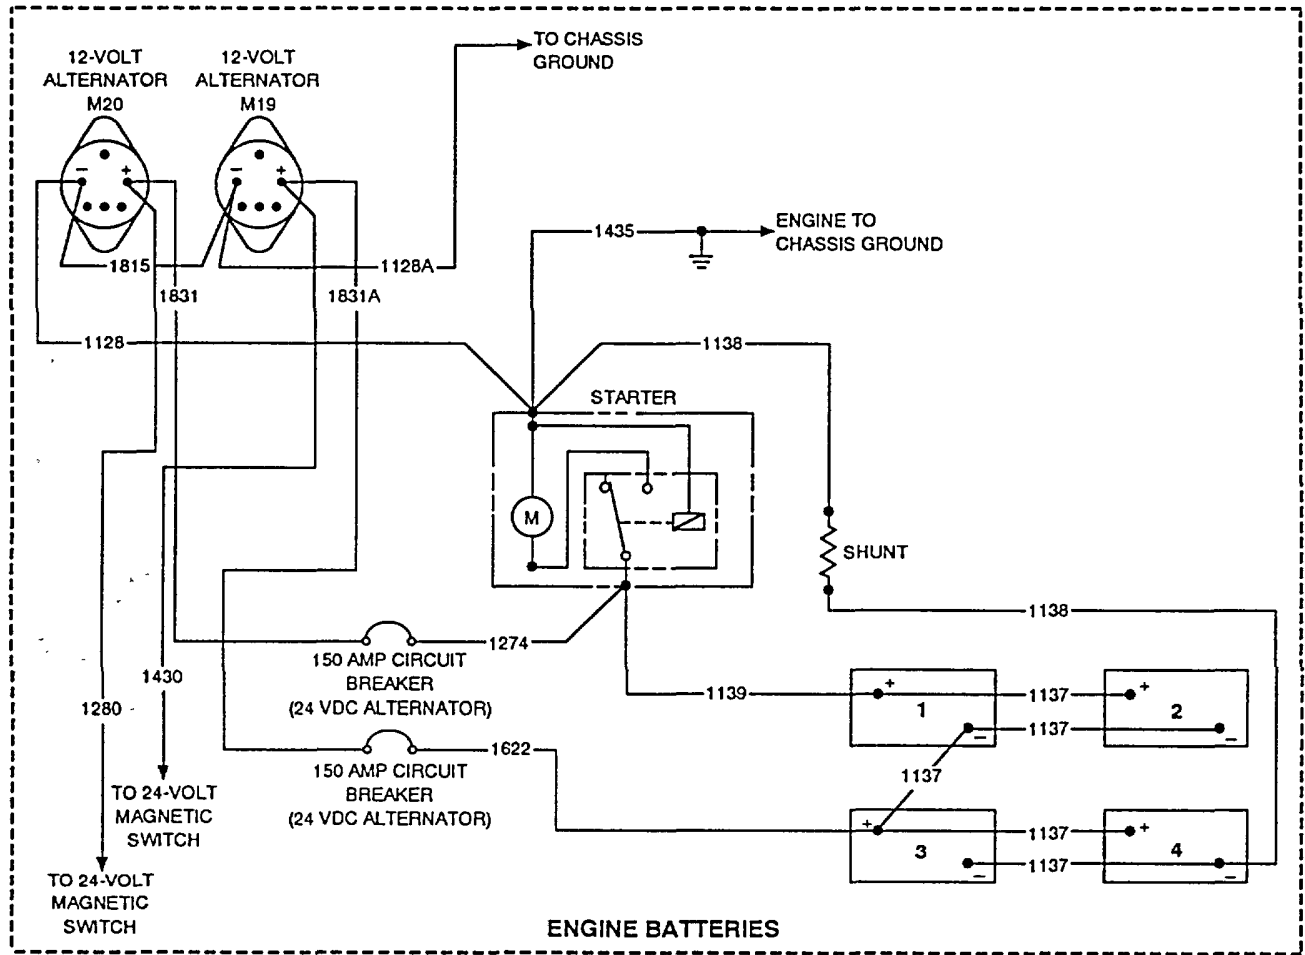 12-VOLT
ALTERNATOR
M20
12-VOLT
ALTERNATOR
M19
TO CHASSIS
GROUND
- +
- +
1435
ENGINE TO
CHASSIS GROUND
1815
1128A
1831
1831A
1128
1138
STARTER
M
SHUNT
1138
1274
150 AMP CIRCUIT
BREAKER
(24 VDC ALTERNATOR)
1430
1280
1139
+
1
-
1137
1137
+
2
-
1622
150 AMP CIRCUIT
BREAKER
(24 VDC ALTERNATOR)
1137
TO 24-VOLT
MAGNETIC
SWITCH
+
3
-
1137
1137
+
4
-
TO 24-VOLT
MAGNETIC
SWITCH
ENGINE BATTERIES